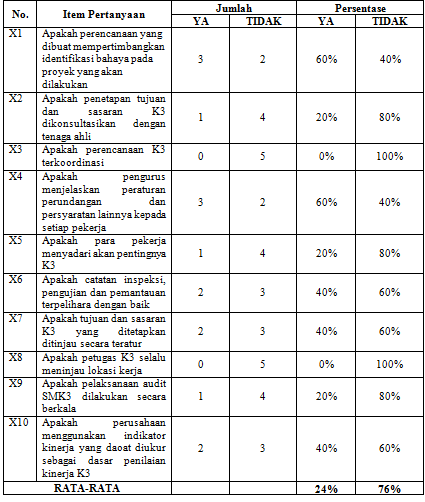 No. Item Pertanyaan Jumlah Persentase
YA TIDAK YA TIDAK
X1 Apakah perencanaan yang
dibuat mempertimbangkan
identifikasi bahaya pada
proyek yang akan
dilakukan
3 2 60% 40%
X2 Apakah penetapan tujuan
dan sasaran K3
dikonsultasikan dengan
tenaga ahli
1 4 20% 80%
X3 Apakah perencanaan K3
terkoordinasi
0 5 0% 100%
X4 Apakah pengurus
menjelaskan peraturan
perundangan dan
persyaratan lainnya kepada
setiap pekerja
3 2 60% 40%
X5 Apakah para pekerja
menyadari akan pentingnya
K3
1 4 20% 80%
X6 Apakah catatan inspeksi,
pengujian dan pemantauan
terpelihara dengan baik
2 3 40% 60%
X7 Apakah tujuan dan sasaran
K3 yang ditetapkan
ditinjau secara teratur
2 3 40% 60%
X8 Apakah petugas K3 selalu
meninjau lokasi kerja
0 5 0% 100%
X9 Apakah pelaksanaan audit
SMK3 dilakukan secara
berkala
1 4 20% 80%
X10 Apakah perusahaan
menggunakan indikator
kinerja yang daoat diukur
sebagai dasar penilaian
kinerja K3
2 3 40% 60%
RATA-RATA 24% 76%